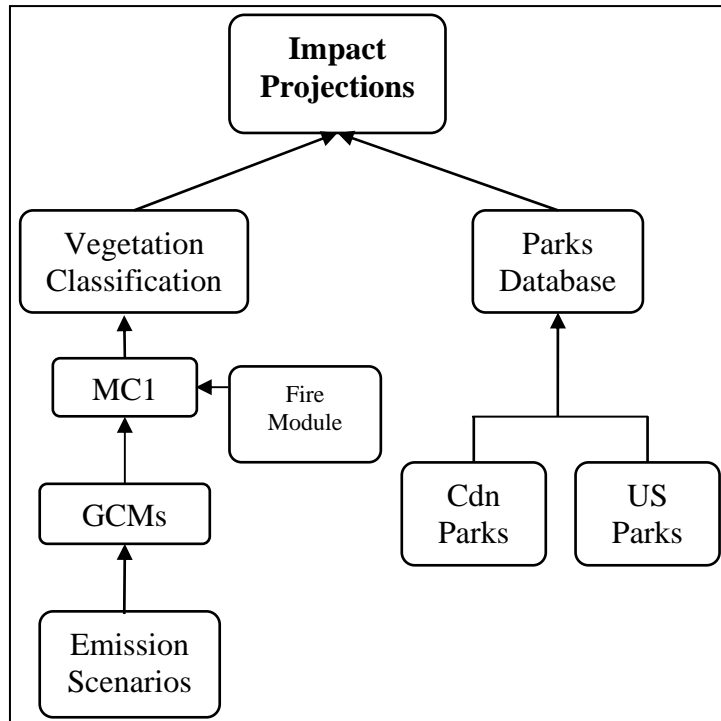 Impact
Projections
Vegetation
Classification
Parks
Database
MC1
Fire
Module
GCMs
Cdn
Parks
US
Parks
Emission
Scenarios